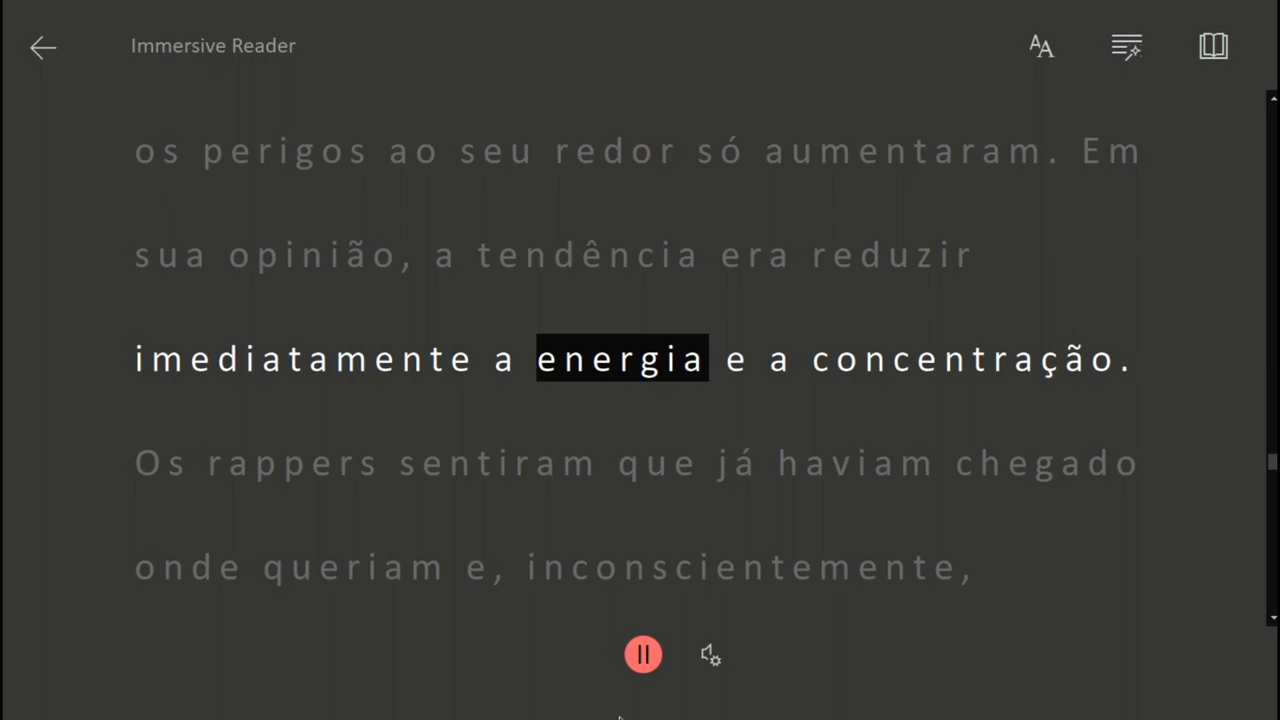 Immersive Reader
os perigos ao seu redor só aumentaram. Em
sua opinião, a tendência era reduzir
imediatamente a energia e a concentração.
Os rappers sentiram que já haviam chegado
onde queriam e, inconscientemente,